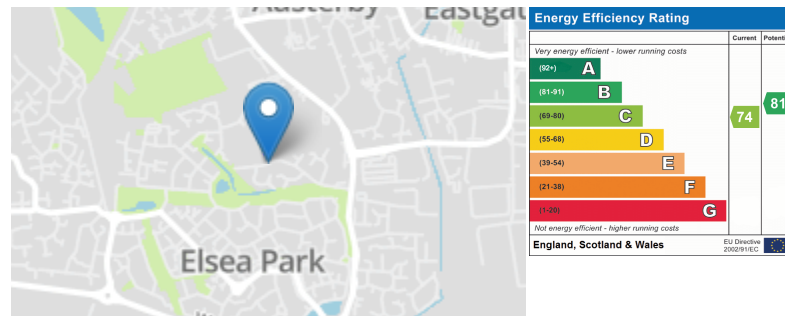 Austerby
Eastgat
Elsea Park
Energy Efficiency Rating
Current Potenti
Very energy efficient - lower running costs
(92+) A
(81-91) B
(69-80) C
(55-68) D
(39-54) E
(21-38) F
(1-20) G
74
81
Not energy efficient - higher running costs
England, Scotland & Wales
EU Directive
2002/91/EC